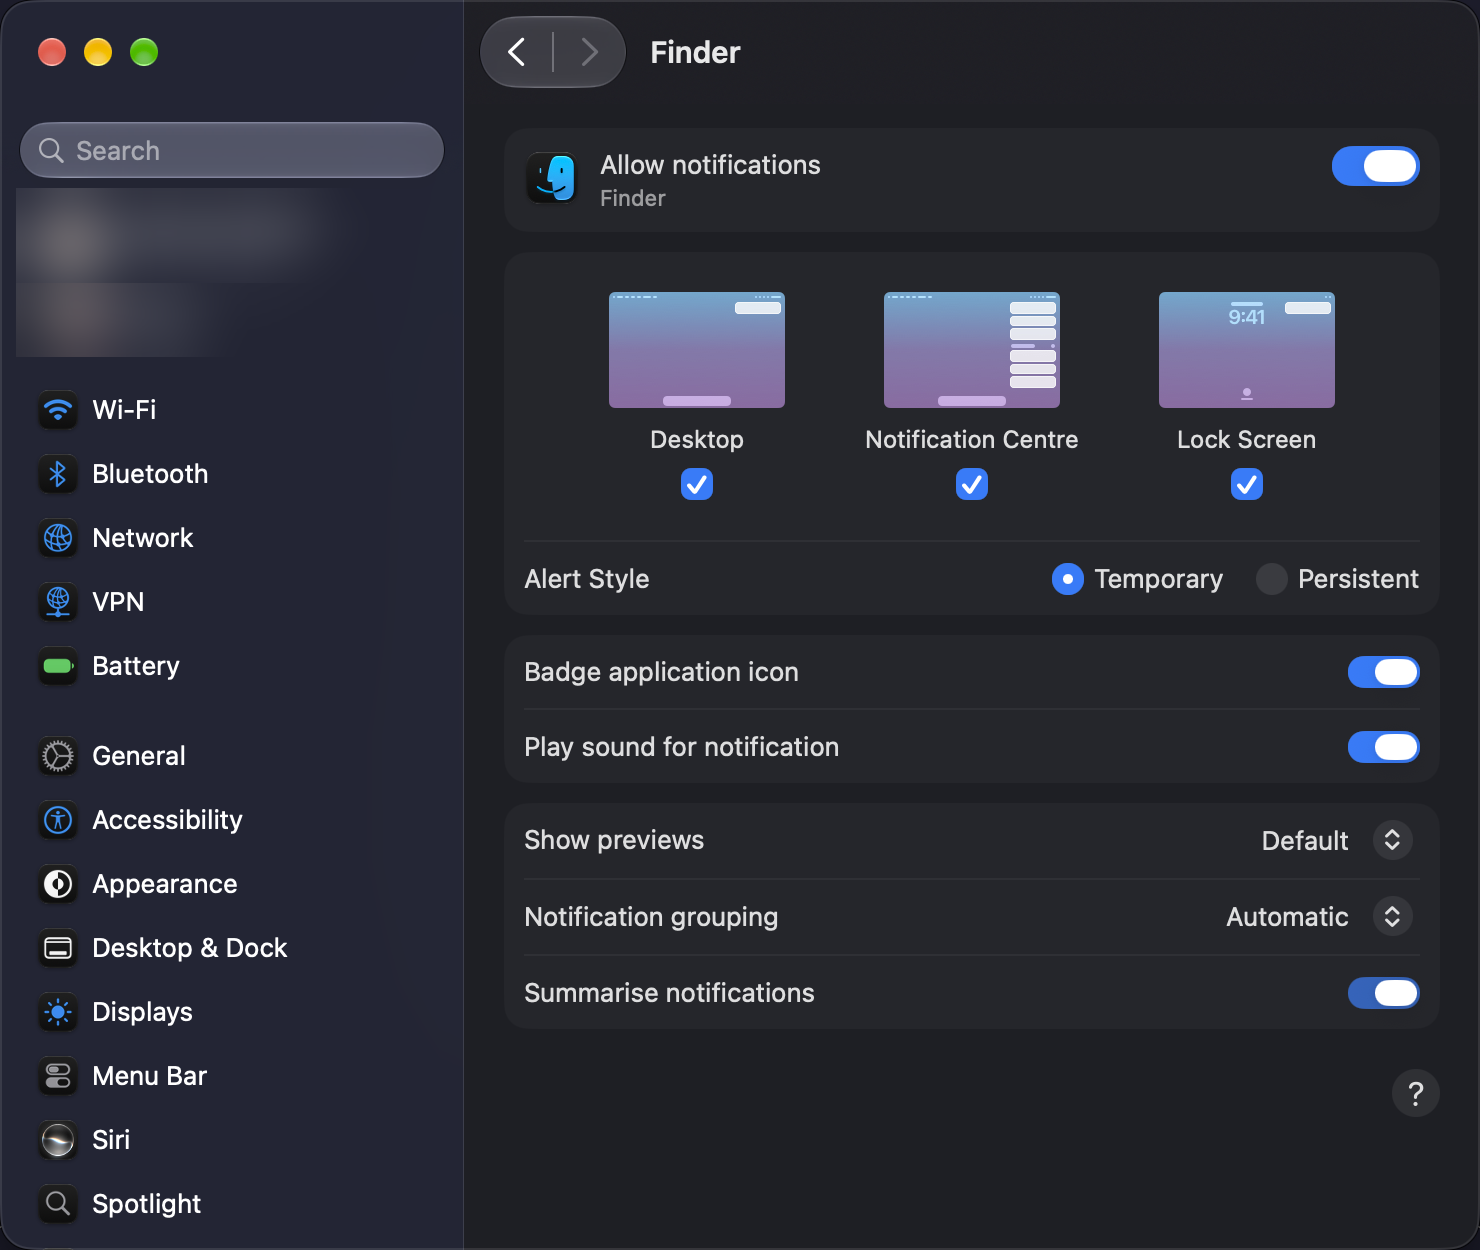 Search
Wi-Fi
Bluetooth
Network
VPN
Battery
General
Accessibility
Appearance
Desktop & Dock
Displays
Menu Bar
Siri
Spotlight
Finder
Allow notifications
Finder
9:41
Desktop
Notification Centre
Lock Screen
Alert Style
Temporary
Persistent
Badge application icon
Play sound for notification
Show previews
Default
Notification grouping
Automatic
Summarise notifications
?